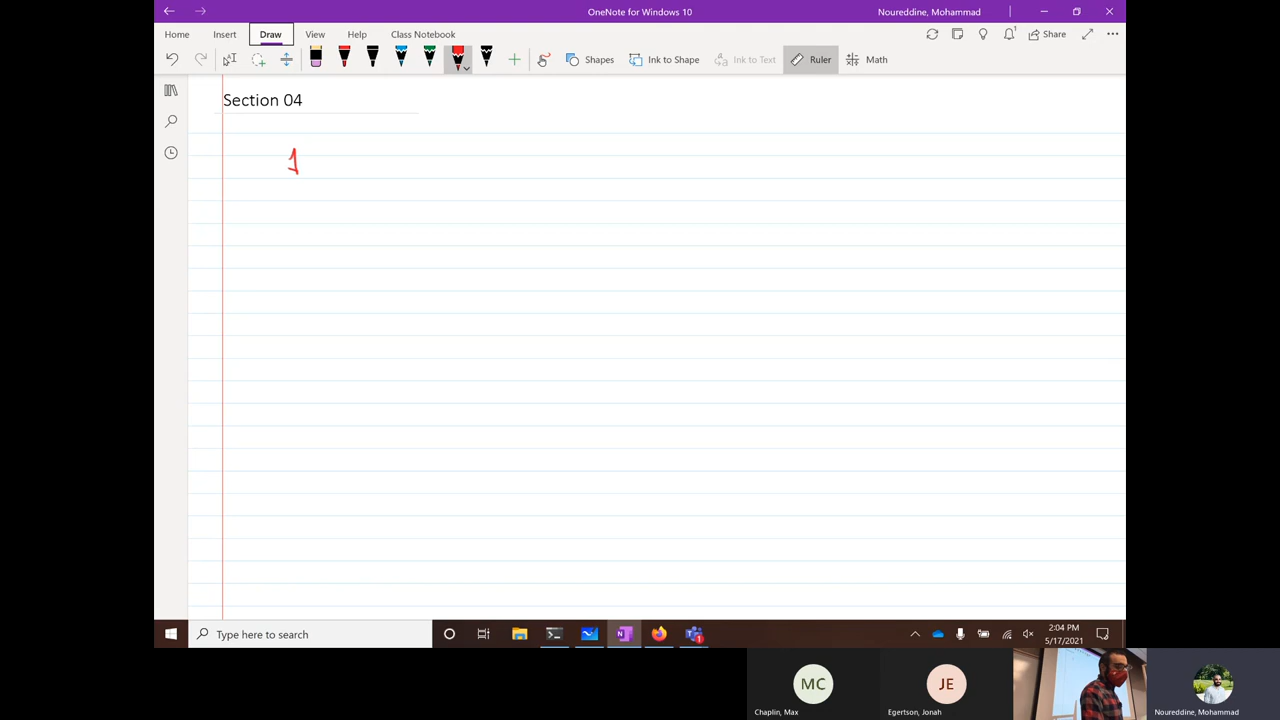 OneNote for Windows 10
Noureddine, Mohammad
Home
Insert
Draw
View
Help
Class Notebook
Share
Shapes
Ink to Shape
Ink to Text
Ruler
Math
Section 04
1
Type here to search
2:04 PM
5/17/2021
MC
Chaplin, Max
JE
Egertson, Jonah
Noureddine, Mohammad